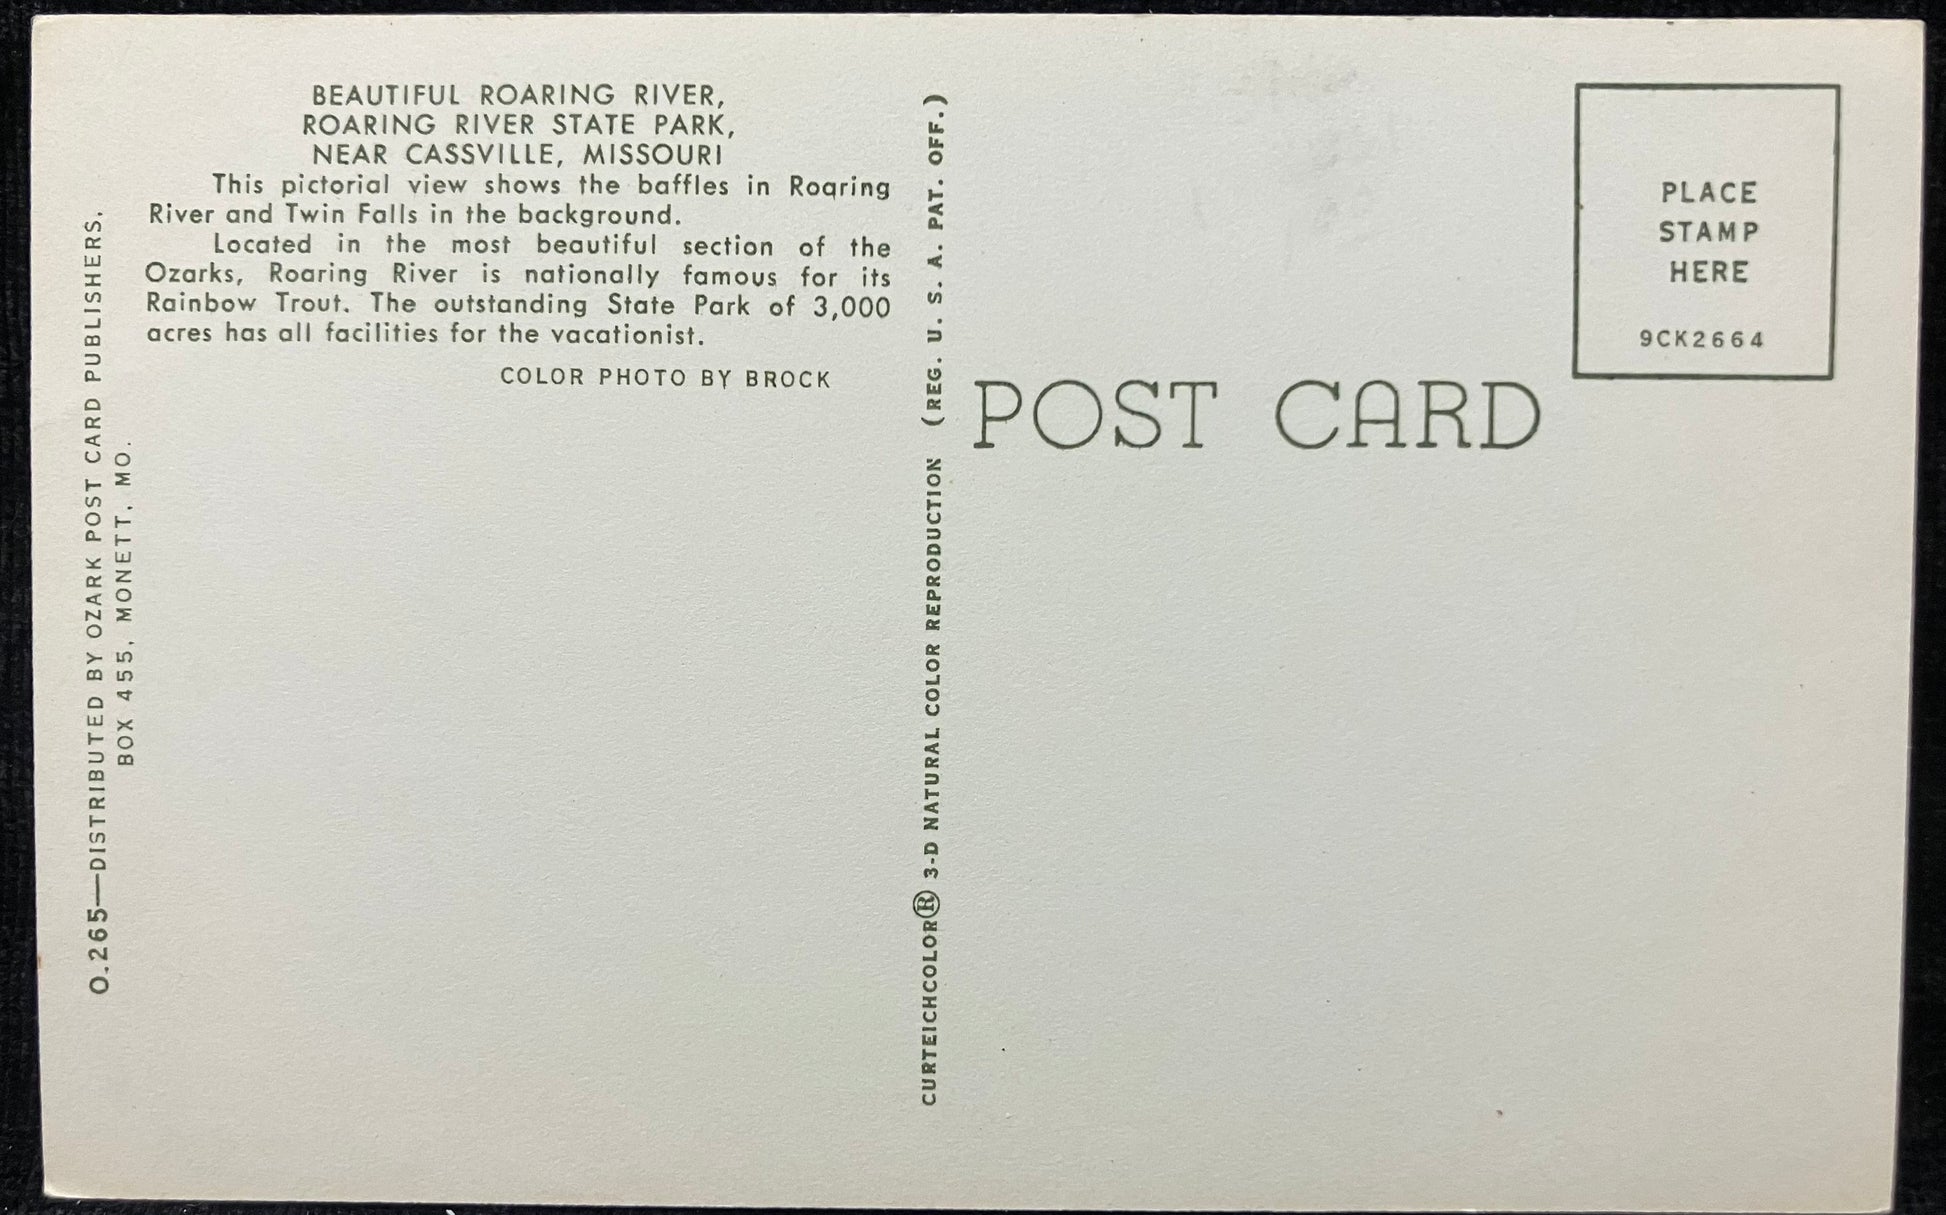 BEAUTIFUL ROARING RIVER,
ROARING RIVER STATE PARK,
NEAR CASSVILLE, MISSOURI
This pictorial view shows the baffles in Roaring
River and Twin Falls in the background.
Located in the most beautiful section of the
Ozarks, Roaring River is nationally famous for its
Rainbow Trout. The outstanding State Park of 3,000
acres has all facilities for the vacationist.
COLOR PHOTO BY BROCK
O.265—DISTRIBUTED BY OZARK POST CARD PUBLISHERS,
BOX 455, MONETT, MO.
CURTEICHCOLOR® 3-D NATURAL COLOR REPRODUCTION (REG. U. S. A. PAT. OFF.)
POST CARD
PLACE
STAMP
HERE
9CK2664